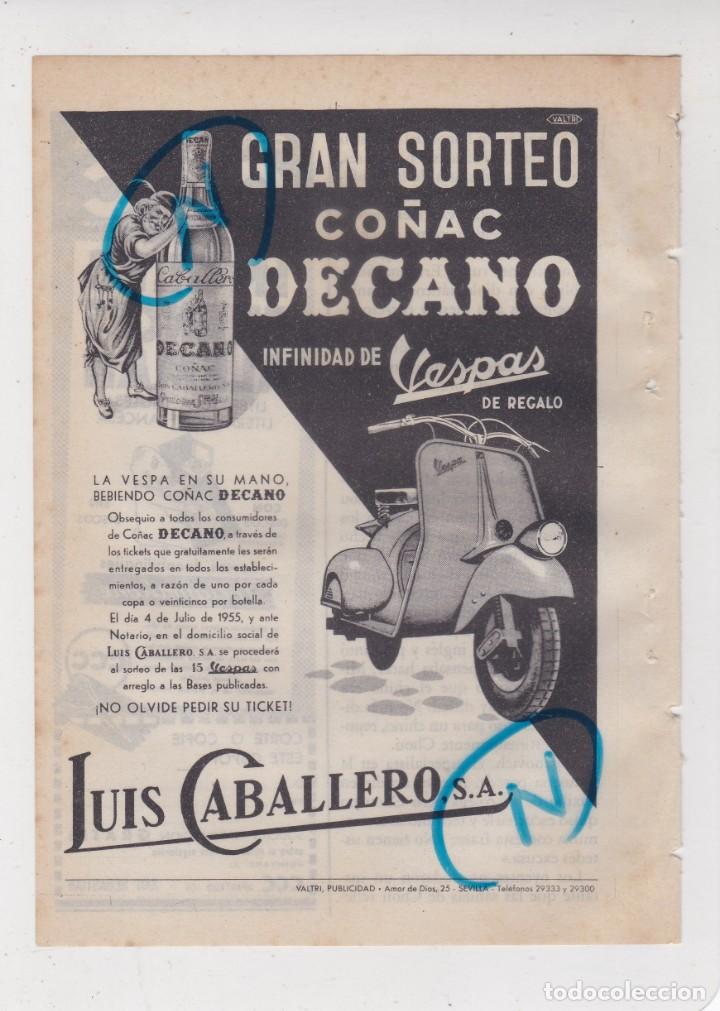 VALTRI
GRAN SORTEO
COÑAC
DECANO
INFINIDAD DE Vespas
DE REGALO
DECANO
Caballero
DECANO
COÑAC
LUIS CABALLERO, S.A.
Vespa
LA VESPA EN SU MANO,
BEBIENDO COÑAC DECANO
Obsequio a todos los consumidores
de Coñac DECANO, a través de
los tickets que gratuitamente les serán
entregados en todos los estableci-
mientos, a razón de uno por cada
copa o veinticinco por botella.
El día 4 de Julio de 1955, y ante
Notario, en el domicilio social de
LUIS CABALLERO, S.A. se procederá
al sorteo de las 15 Vespas con
arreglo a las Bases publicadas.
¡NO OLVIDE PEDIR SU TICKET!
LUIS CABALLERO, S.A.
N
VALTRI, PUBLICIDAD • Amor de Dios, 25 - SEVILLA - Teléfonos 29333 y 29300
todocoleccion.net